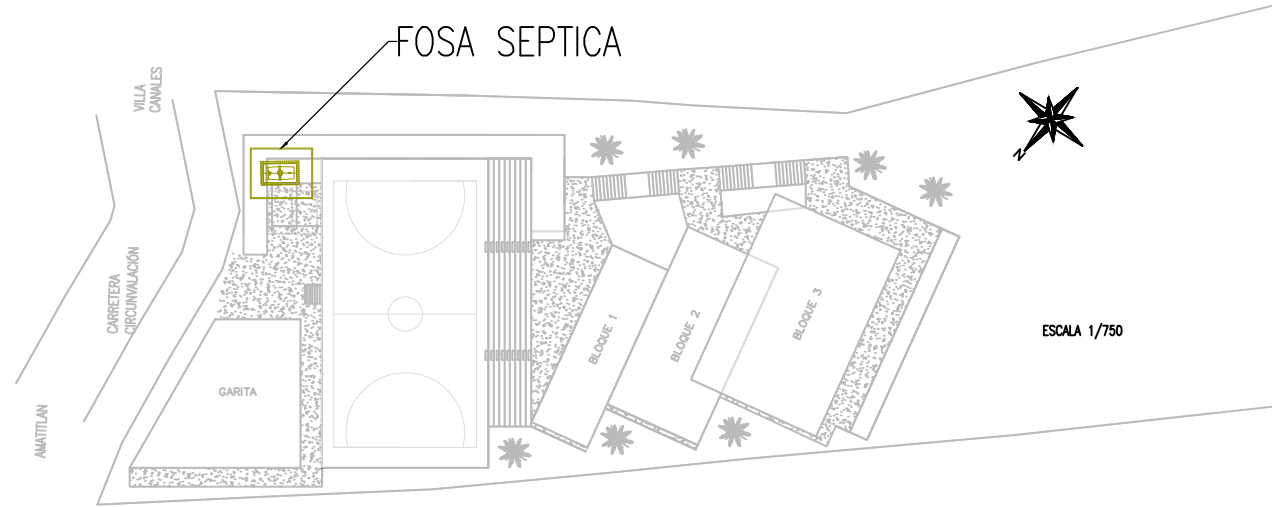 FOSA SEPTICA
VILLA
CANALES
N
CARRETERA
CIRCUNVALACIÓN
BLOQUE 1
BLOQUE 2
BLOQUE 3
ESCALA 1/750
GARITA
AMATITLAN